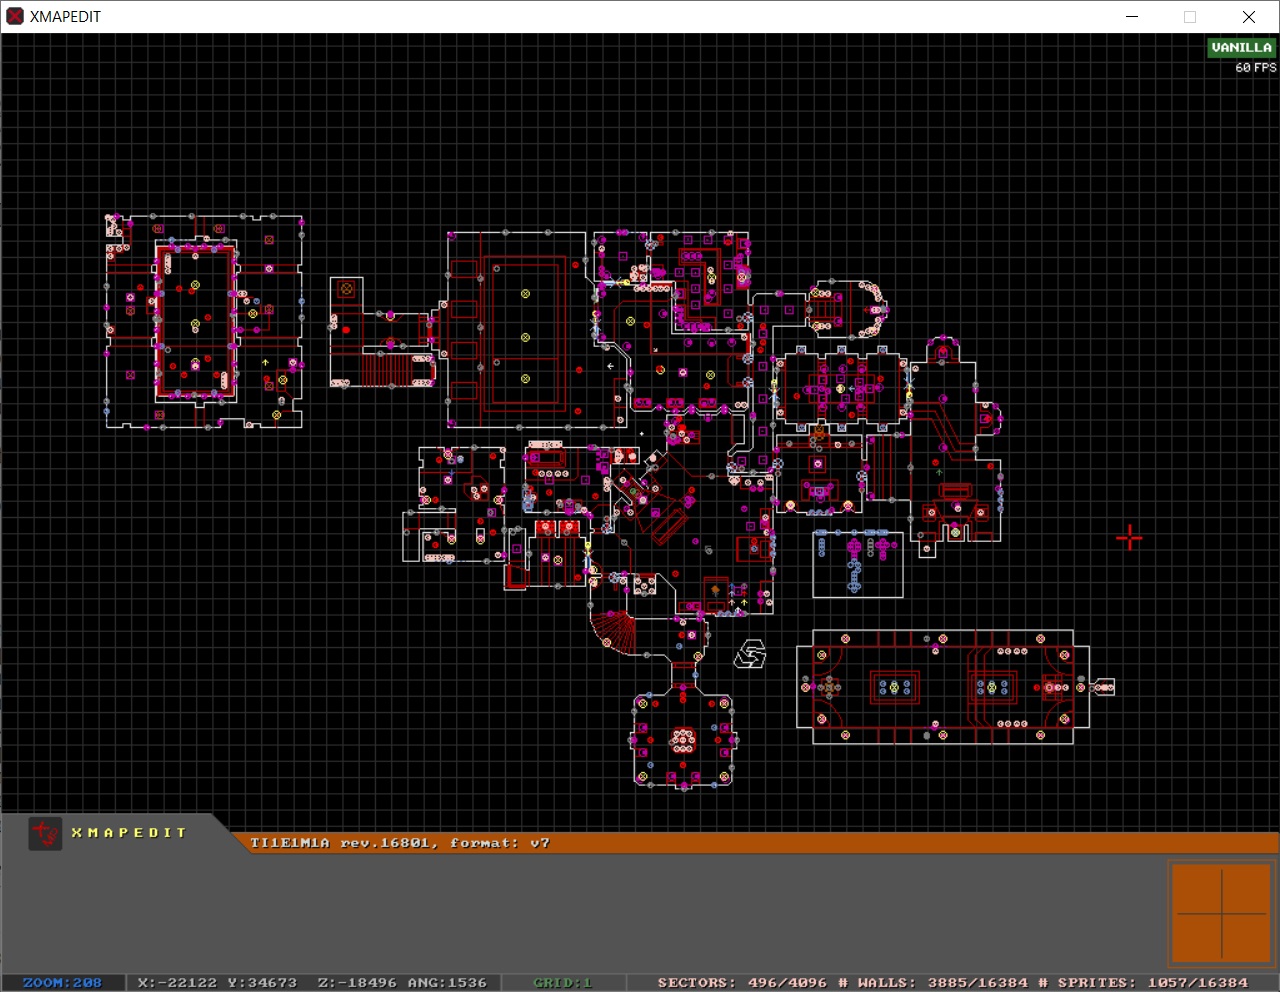 XMAPEDIT
VANILLA
60 FPS
XMAPEDIT
TI1E1M1A rev.16801, format: v7
ZOOM:208 X:-22122 Y:34673 Z:-18496 ANG:1536 GRID:1 SECTORS: 496/4096 # WALLS: 3885/16384 # SPRITES: 1057/16384